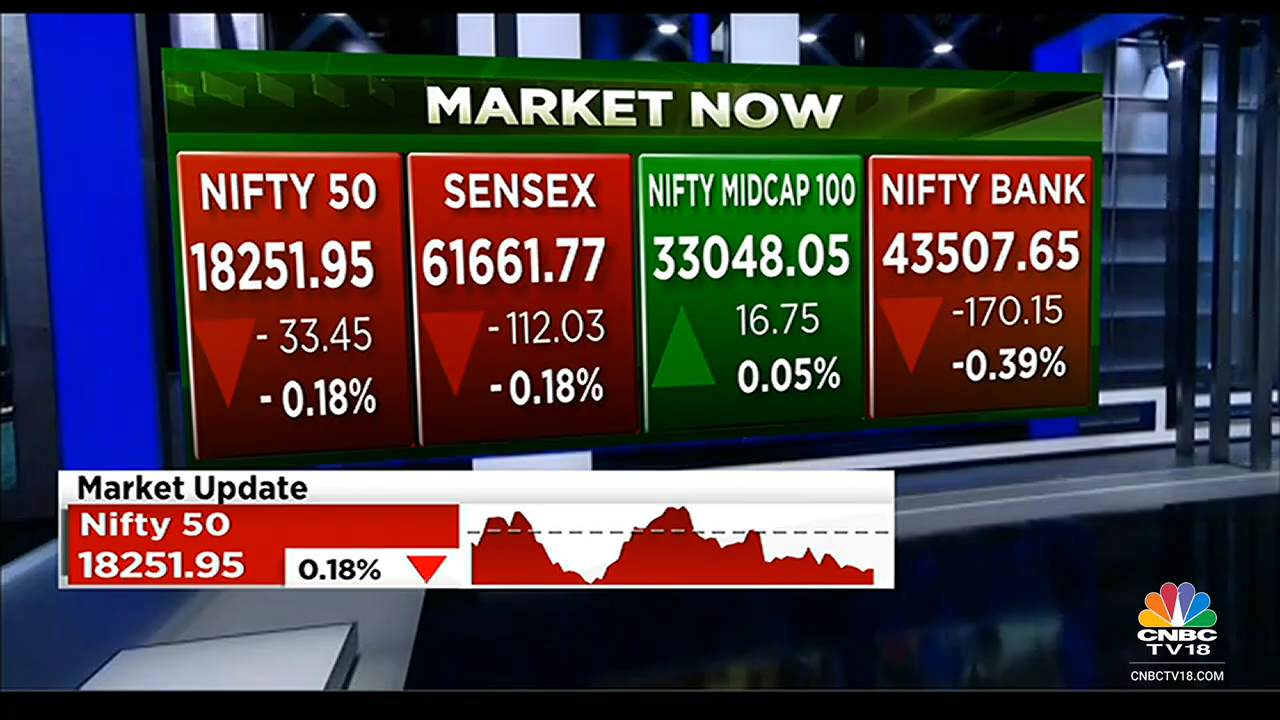 MARKET NOW
NIFTY 50
18251.95
- 33.45
- 0.18%
SENSEX
61661.77
- 112.03
- 0.18%
NIFTY MIDCAP 100
33048.05
16.75
0.05%
NIFTY BANK
43507.65
-170.15
-0.39%
Market Update
Nifty 50
18251.95
0.18%
CNBC
TV18
CNBCTV18.COM